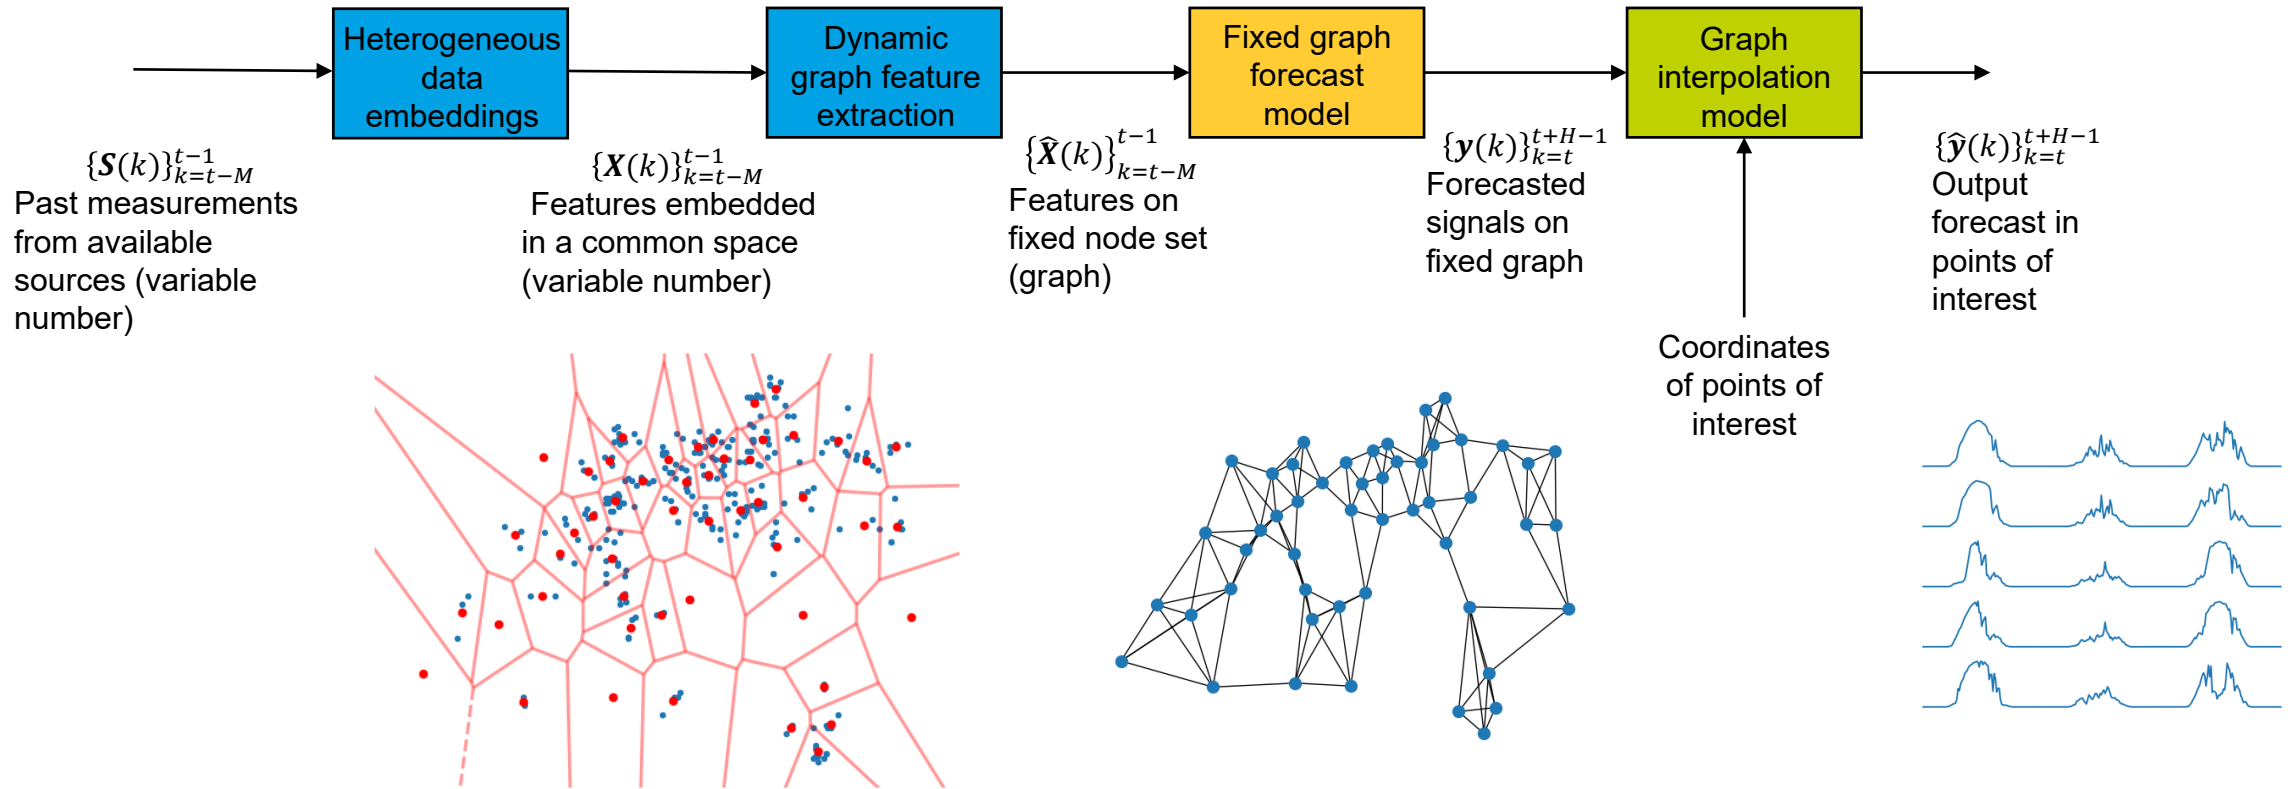 Heterogeneous
data
embeddings
Dynamic
graph feature
extraction
Fixed graph
forecast
model
Graph
interpolation
model
{𝑺(𝑘)}_{𝑘=𝑡−𝑀}^{𝑡−1}
Past measurements
from available
sources (variable
number)
{𝑿(𝑘)}_{𝑘=𝑡−𝑀}^{𝑡−1}
Features embedded
in a common space
(variable number)
{𝑿̂(𝑘)}_{𝑘=𝑡−𝑀}^{𝑡−1}
Features on
fixed node set
(graph)
{𝒚(𝑘)}_{𝑘=𝑡}^{𝑡+𝐻−1}
Forecasted
signals on
fixed graph
Coordinates
of points of
interest
{𝒚̂(𝑘)}_{𝑘=𝑡}^{𝑡+𝐻−1}
Output
forecast in
points of
interest